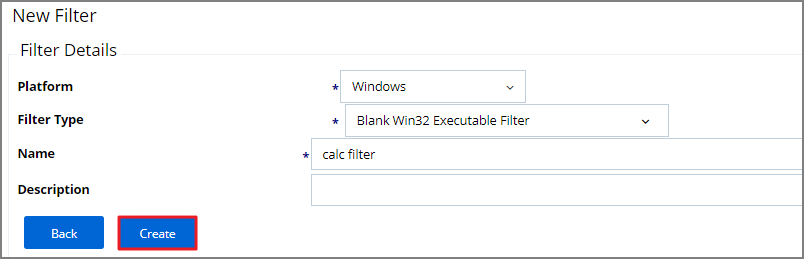 New Filter
Filter Details
Platform * Windows
Filter Type * Blank Win32 Executable Filter
Name * calc filter
Description
Back Create